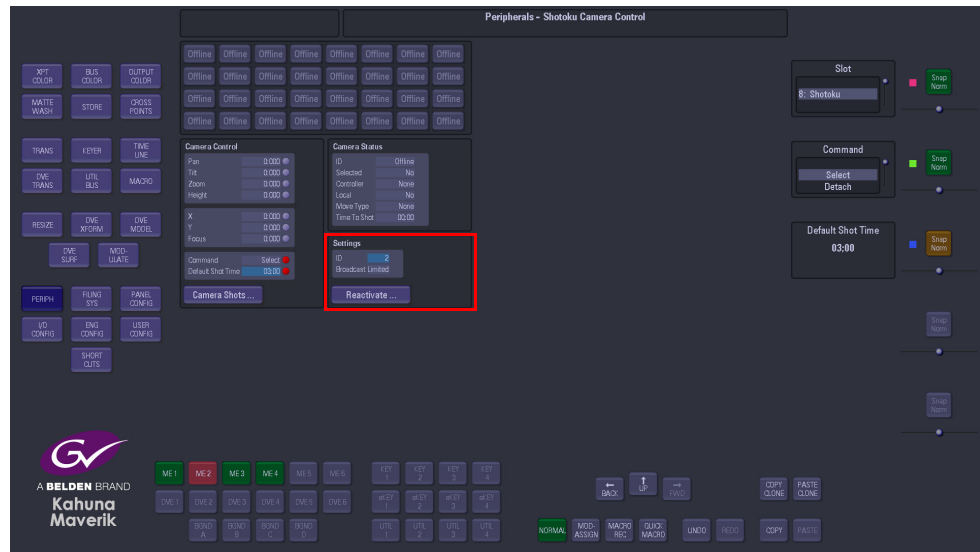 Peripherals - Shotoku Camera Control
Offline Offline Offline Offline Offline Offline Offline Offline
Offline Offline Offline Offline Offline Offline Offline Offline
Offline Offline Offline Offline Offline Offline Offline Offline
Offline Offline Offline Offline Offline Offline Offline Offline
XPT COLOR
BUS COLOR
OUTPUT COLOR
MATTE WASH
STORE
CROSS POINTS
TRANS
KEYER
TIME LINE
DVE TRANS
UTIL BUS
MACRO
RESIZE
DVE XFORM
DVE MODEL
DVE SURF
MOD- ULATE
PERIPH
FILING SYS
PANEL CONFIG
I/O CONFIG
ENG CONFIG
USER CONFIG
SHORT CUTS
Camera Control
Pan 0.000
Tilt 0.000
Zoom 0.000
Height 0.000
X 0.000
Y 0.000
Focus 0.000
Command Select
Default Shot Time 03;00
Camera Shots ...
Camera Status
ID Offline
Selected No
Controller None
Local No
Move Type None
Time To Shot 00;00
Settings
ID 2
Broadcast Limited
Reactivate ...
Slot
8: Shotoku
Snap Norm
Command
Select
Detach
Snap Norm
Default Shot Time
03;00
Snap Norm
Snap Norm
Snap Norm
GV
A BELDEN BRAND
Kahuna
Maverik
ME 1 ME 2 ME 3 ME 4 ME 5 ME 6
DVE 1 DVE 2 DVE 3 DVE 4 DVE 5 DVE 6
BGND A BGND B BGND C BGND D
KEY 1 KEY 2 KEY 3 KEY 4
aKEY 1 aKEY 2 aKEY 3 aKEY 4
UTIL 1 UTIL 2 UTIL 3 UTIL 4
BACK UP FWD
COPY CLONE PASTE CLONE
NORMAL MOD- ASSIGN MACRO REC QUICK MACRO UNDO REDO COPY PASTE